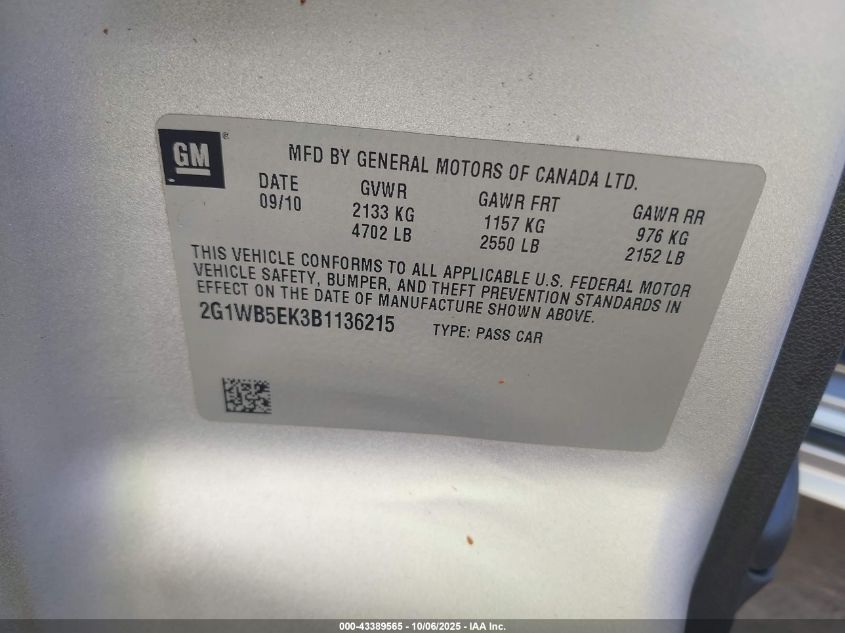 GM®
MFD BY GENERAL MOTORS OF CANADA LTD.
DATE GVWR GAWR FRT GAWR RR
09/10 2133 KG 1157 KG 976 KG
4702 LB 2550 LB 2152 LB
THIS VEHICLE CONFORMS TO ALL APPLICABLE U.S. FEDERAL MOTOR
VEHICLE SAFETY, BUMPER, AND THEFT PREVENTION STANDARDS IN
EFFECT ON THE DATE OF MANUFACTURE SHOWN ABOVE.
2G1WB5EK3B1136215 TYPE: PASS CAR
000-43389565 - 10/06/2025 - IAA Inc.